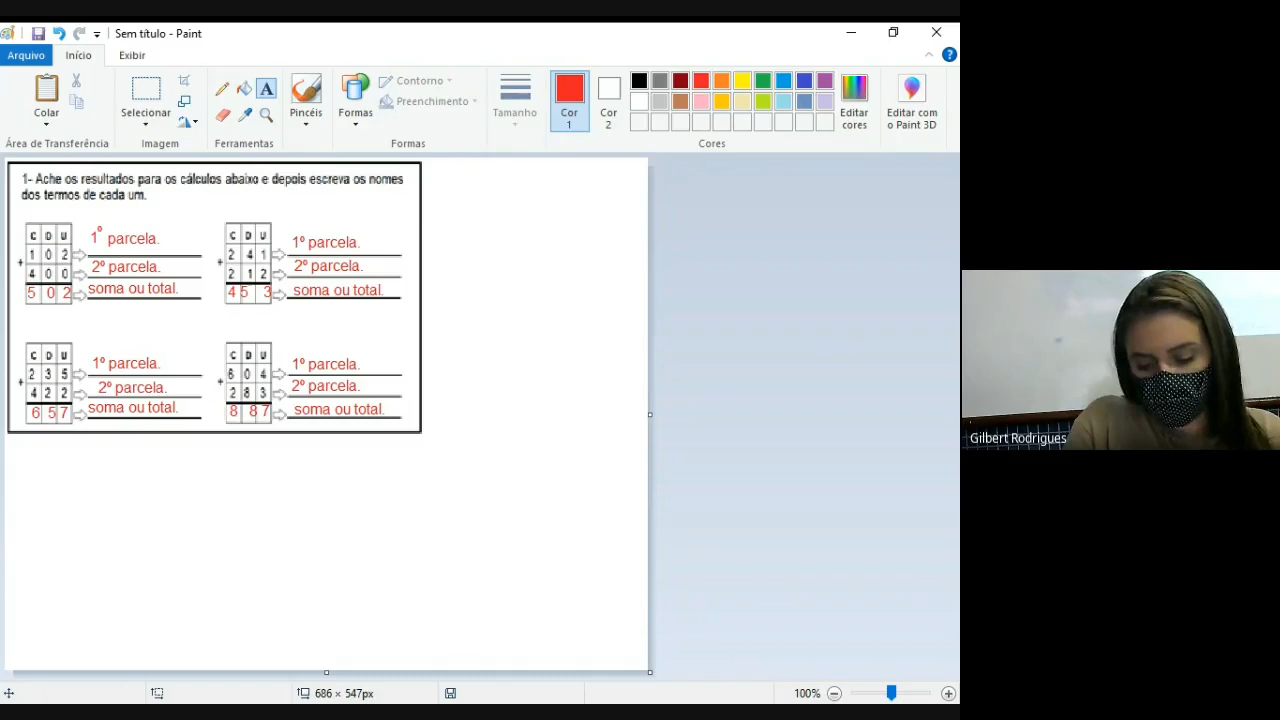 Sem título - Paint
Arquivo Início Exibir
Colar
Selecionar
Pincéis
Formas
Contorno
Preenchimento
Tamanho
Cor 1
Cor 2
Editar cores
Editar com o Paint 3D
Área de Transferência Imagem Ferramentas Formas Cores
1- Ache os resultados para os cálculos abaixo e depois escreva os nomes
dos termos de cada um.
C D U
1 0 2 1º parcela.
+ 4 0 0 2º parcela.
5 0 2 soma ou total.
C D U
2 4 1 1º parcela.
+ 2 1 2 2º parcela.
4 5 3 soma ou total.
C D U
2 3 5 1º parcela.
+ 4 2 2 2º parcela.
6 5 7 soma ou total.
C D U
6 0 4 1º parcela.
+ 2 8 3 2º parcela.
8 8 7 soma ou total.
Gilbert Rodrigues
686 × 547px 100%